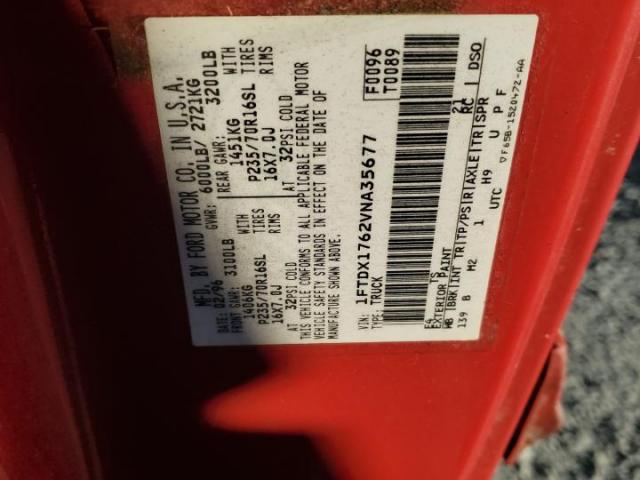 MFD. BY FORD MOTOR CO. IN U.S.A.
DATE: 02/96 GVWR: 6000LB/ 2721KG
FRONT GAWR: 3100LB REAR GAWR: 3200LB
1406KG 1451KG
P235/70R16SL TIRES P235/70R16SL TIRES
16X7.0J RIMS 16X7.0J RIMS
AT 32PSI COLD AT 32PSI COLD
THIS VEHICLE CONFORMS TO ALL APPLICABLE FEDERAL MOTOR
VEHICLE SAFETY STANDARDS IN EFFECT ON THE DATE OF
MANUFACTURE SHOWN ABOVE.
VIN: 1FTDX1762VNA35677 F0096
TYPE: TRUCK T0089
E4 TS 21
EXTERIOR PAINT RC DSO
WB BRK INT TR TP/PS R AXLE TR SPR
139 B M2 1 H9 U P F
UTC ▽F65B-1520472-AA